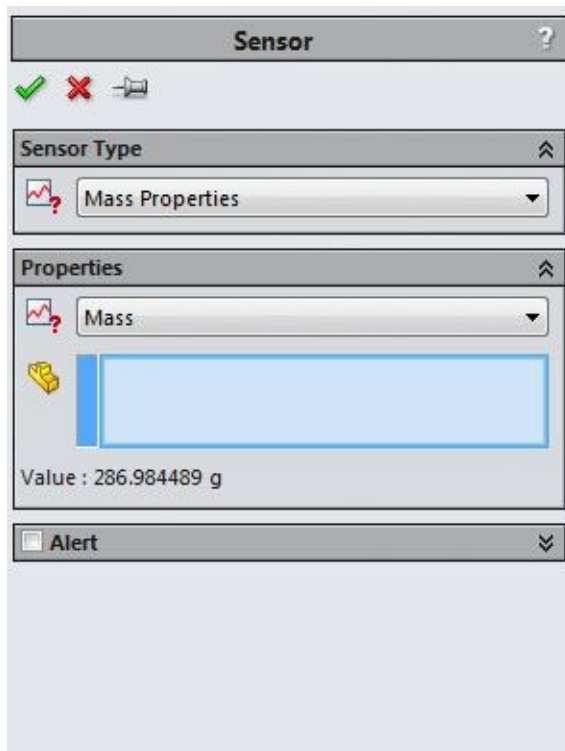 Sensor ?
Sensor Type
Mass Properties
Properties
Mass
Value : 286.984489 g
Alert